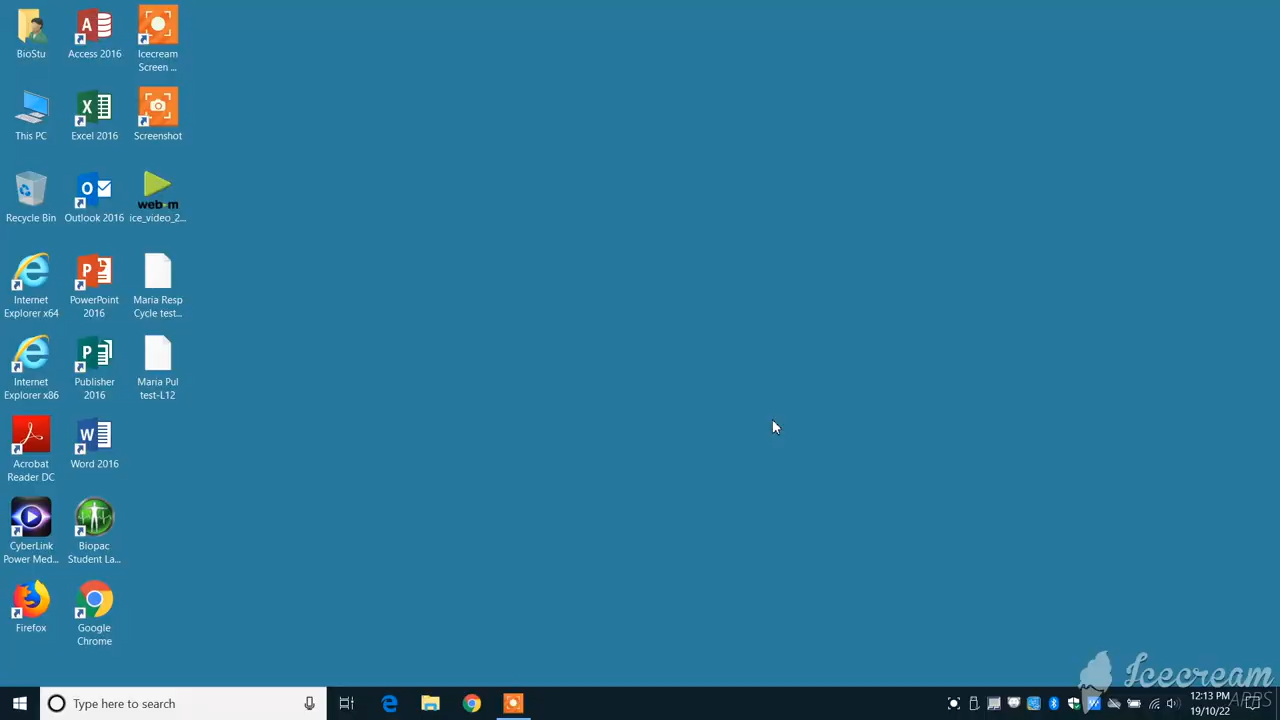 BioStu
Access 2016
Icecream
Screen ...
This PC
Excel 2016
Screenshot
Recycle Bin
Outlook 2016
web·m
ice_video_2...
Internet
Explorer x64
PowerPoint
2016
Maria Resp
Cycle test...
Internet
Explorer x86
Publisher
2016
Maria Pul
test-L12
Acrobat
Reader DC
Word 2016
CyberLink
Power Med...
Biopac
Student La...
Firefox
Google
Chrome
Icecream
APPS
Type here to search
12:13 PM
19/10/22